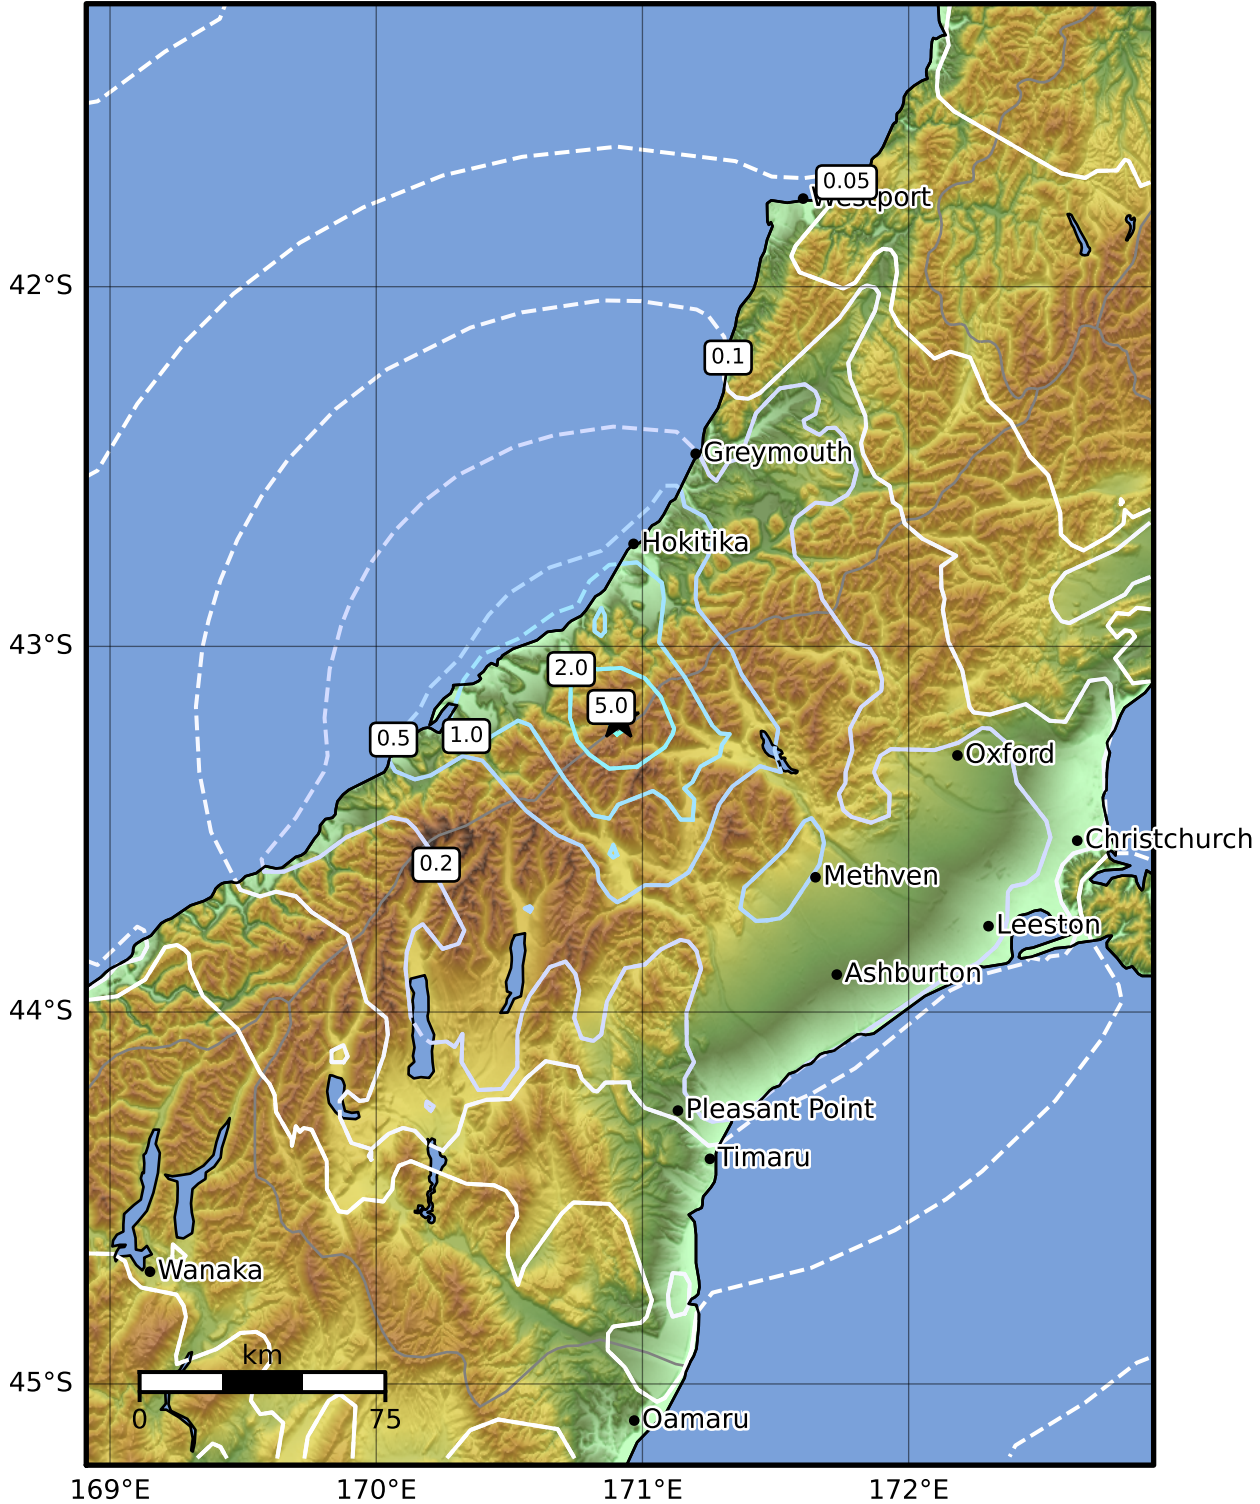 0.05
Westport
42°S
0.1
Greymouth
Hokitika
43°S
2.0
5.0
0.5
1.0
Oxford
Christchurch
0.2
Methven
Leeston
Ashburton
44°S
Pleasant Point
Timaru
Wanaka
km
45°S
0 75
Oamaru
169°E 170°E 171°E 172°E